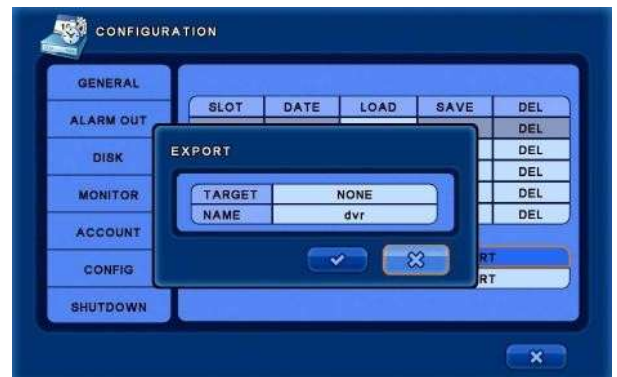 CONFIGURATION
GENERAL
ALARM OUT
DISK
MONITOR
ACCOUNT
CONFIG
SHUTDOWN
SLOT DATE LOAD SAVE DEL
DEL
DEL
DEL
DEL
DEL
EXPORT
TARGET NONE
NAME dvr
RT
RT